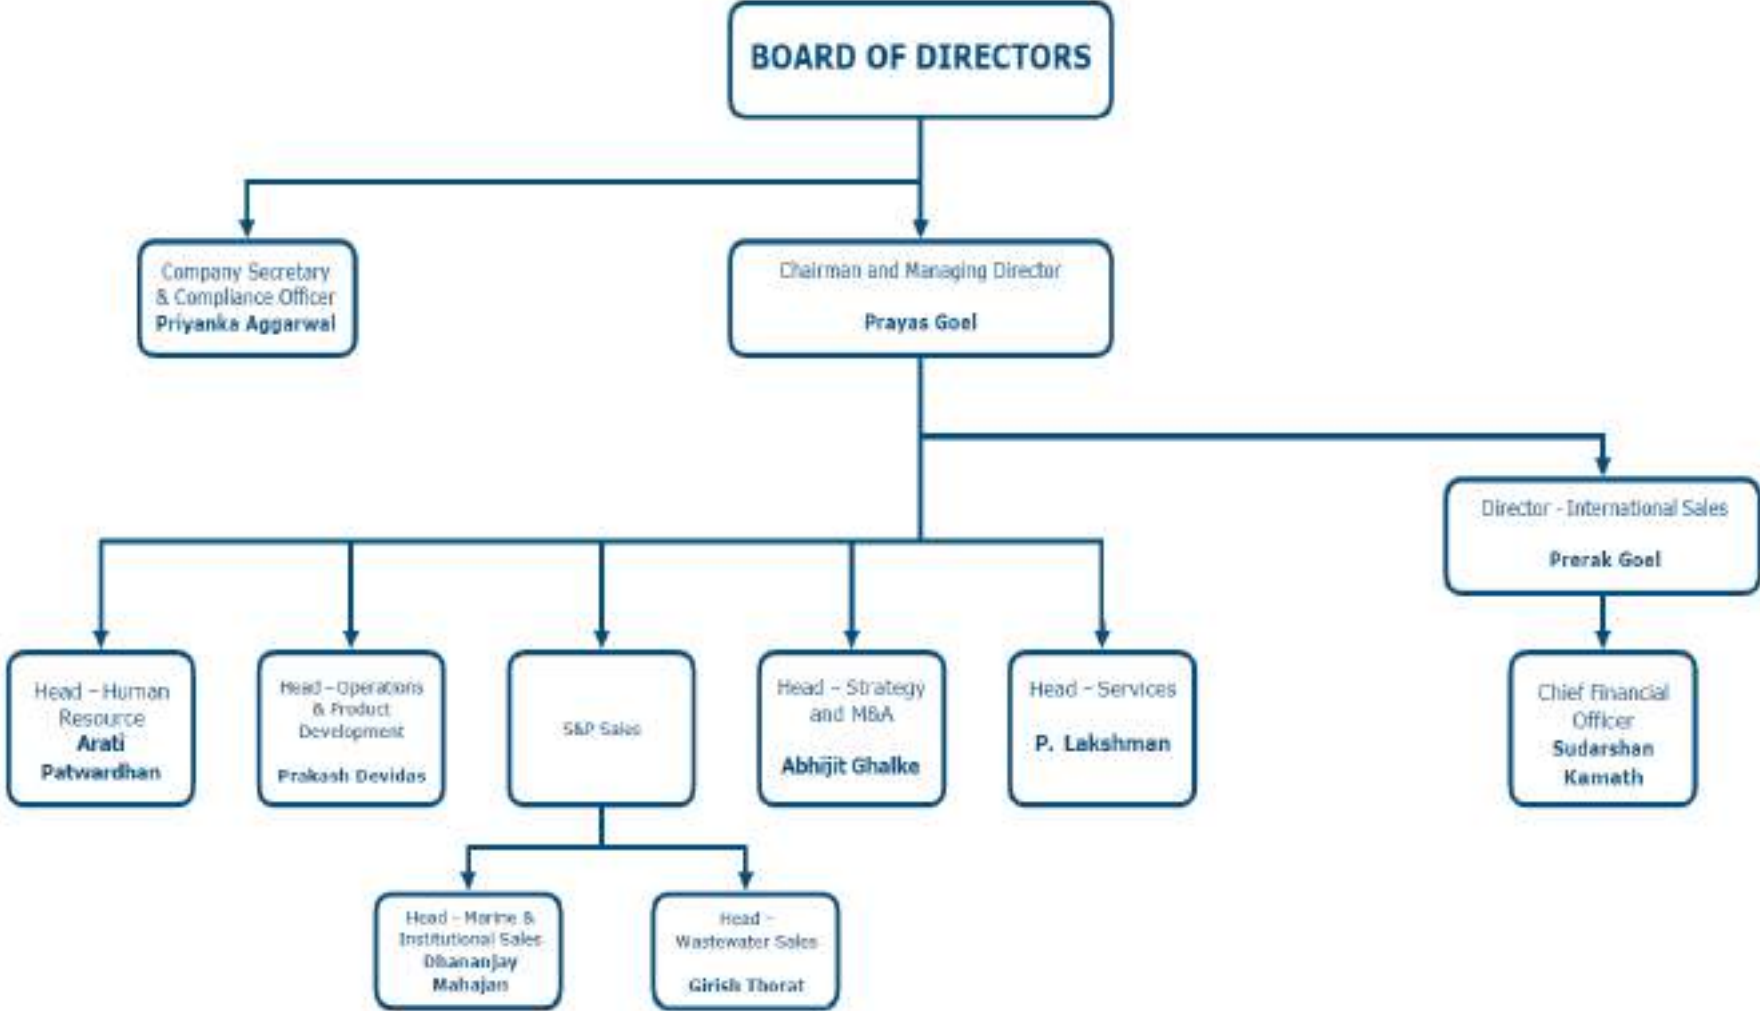 BOARD OF DIRECTORS
Company Secretary
& Compliance Officer
Priyanka Aggarwal
Chairman and Managing Director
Prayas Goel
Director - International Sales
Prerak Goel
Head – Human
Resource
Arati
Patwardhan
Head – Operations
& Product
Development
Prakash Devidas
S&P Sales
Head – Strategy
and M&A
Abhijit Ghalke
Head – Services
P. Lakshman
Chief Financial
Officer
Sudarshan
Kamath
Head - Marine &
Institutional Sales
Dhananjay
Mahajan
Head –
Wastewater Sales
Girish Thorat